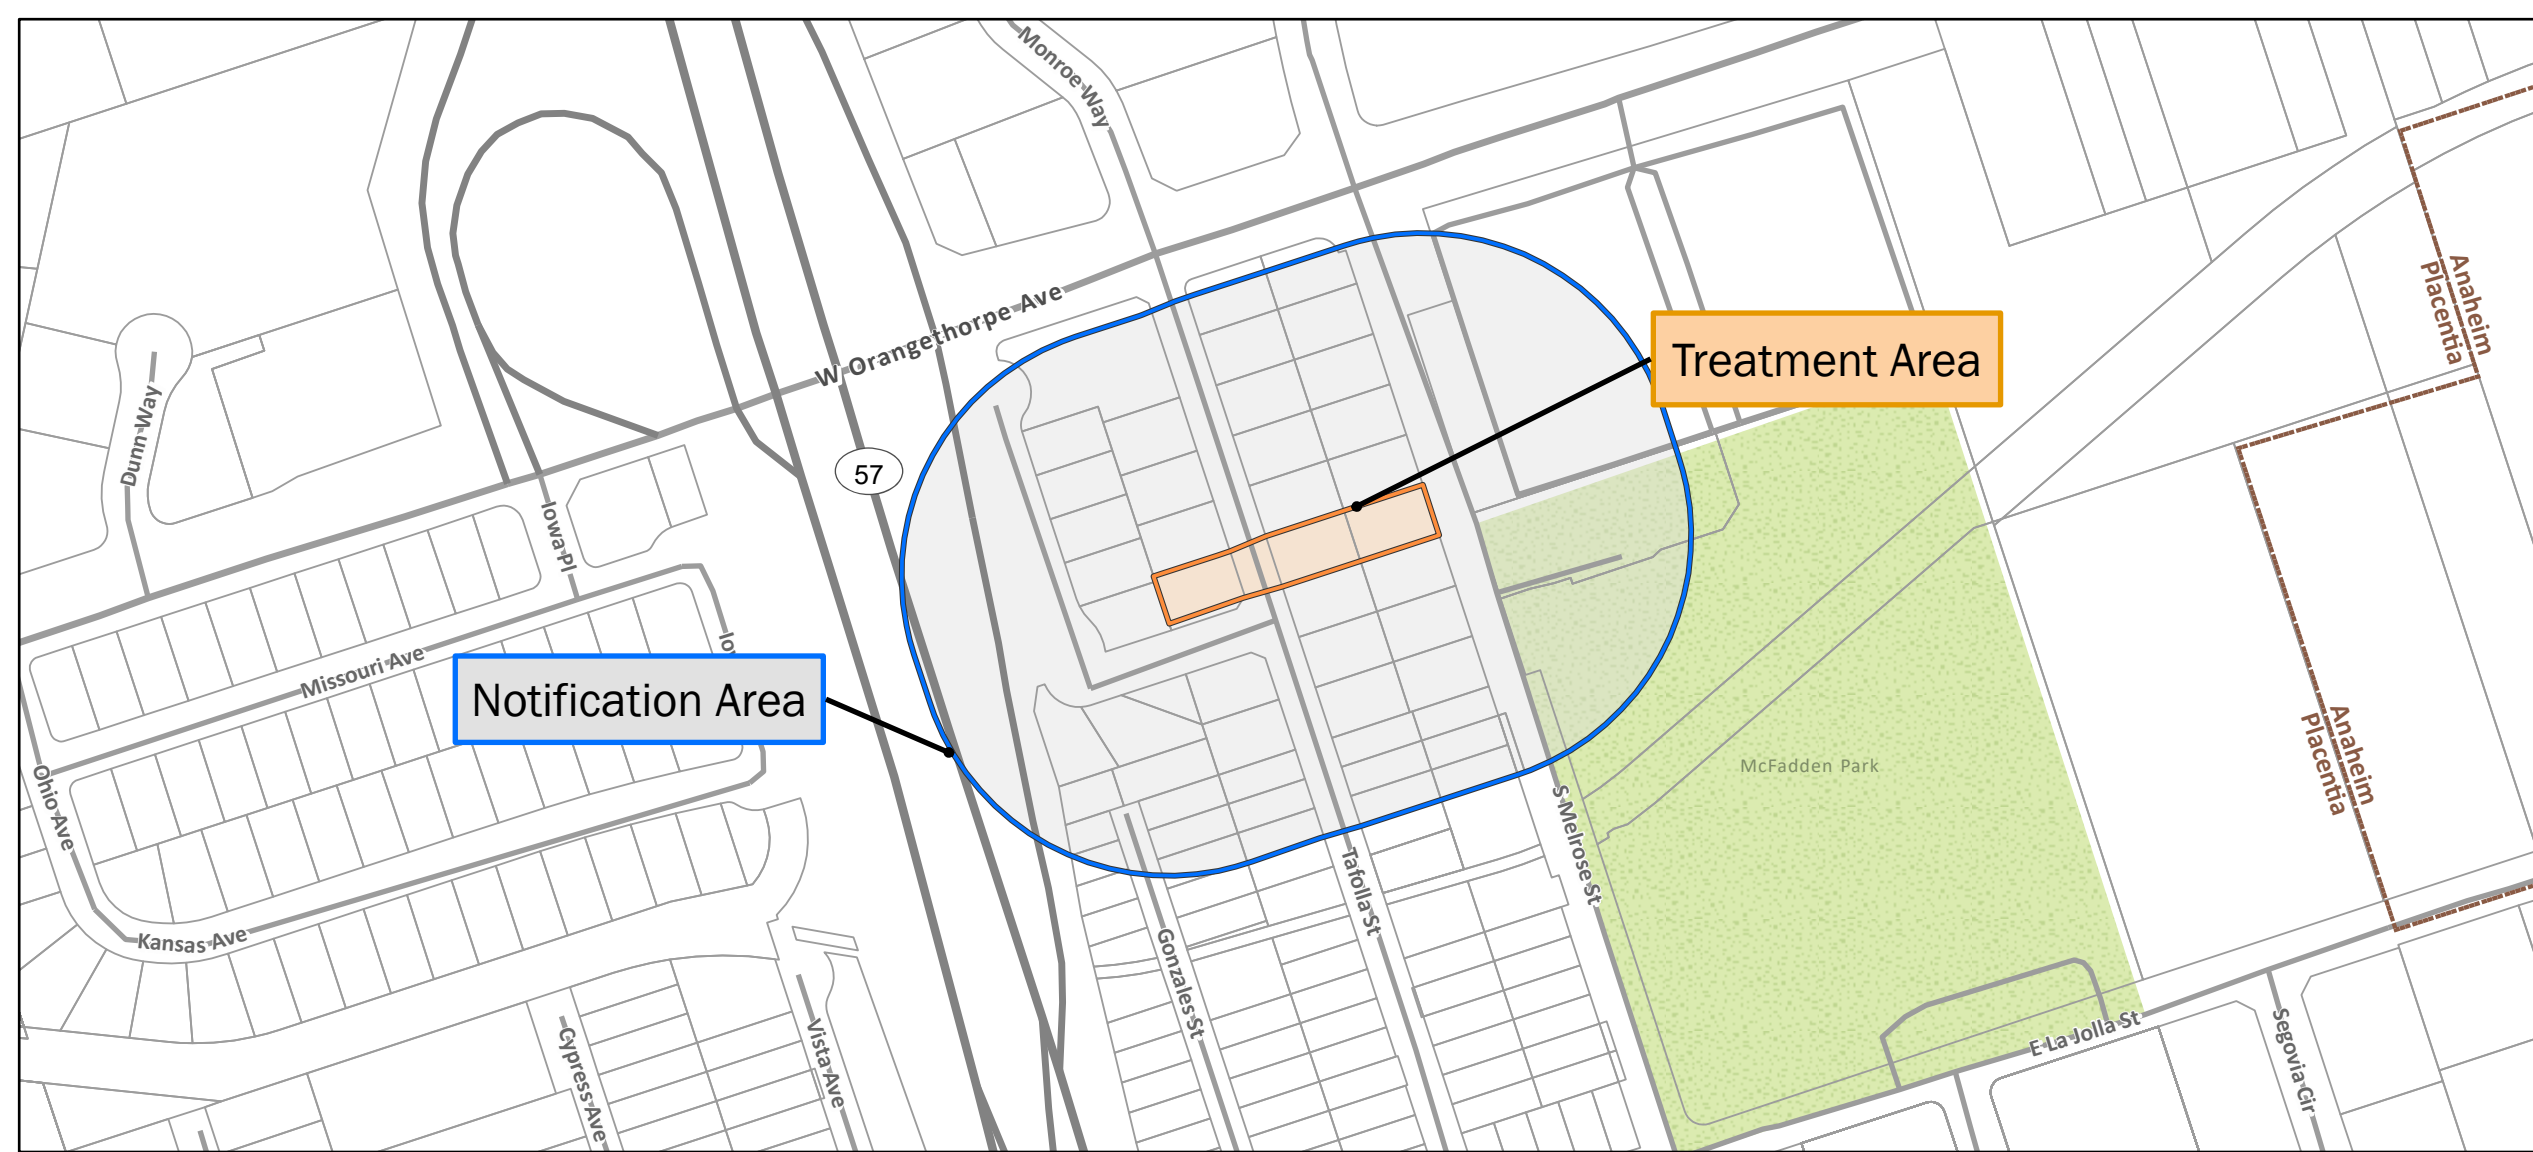 Monroe Way
W Orangethorpe Ave
Anaheim
Placentia
Treatment Area
Dunn Way
57
Iowa Pl
Missouri Ave
Notification Area
Anaheim
Placentia
McFadden Park
Ohio Ave
S Melrose St
Tafolla St
Kansas Ave
Gonzales St
Cypress Ave
Vista Ave
E La Jolla St
Segovia Cir